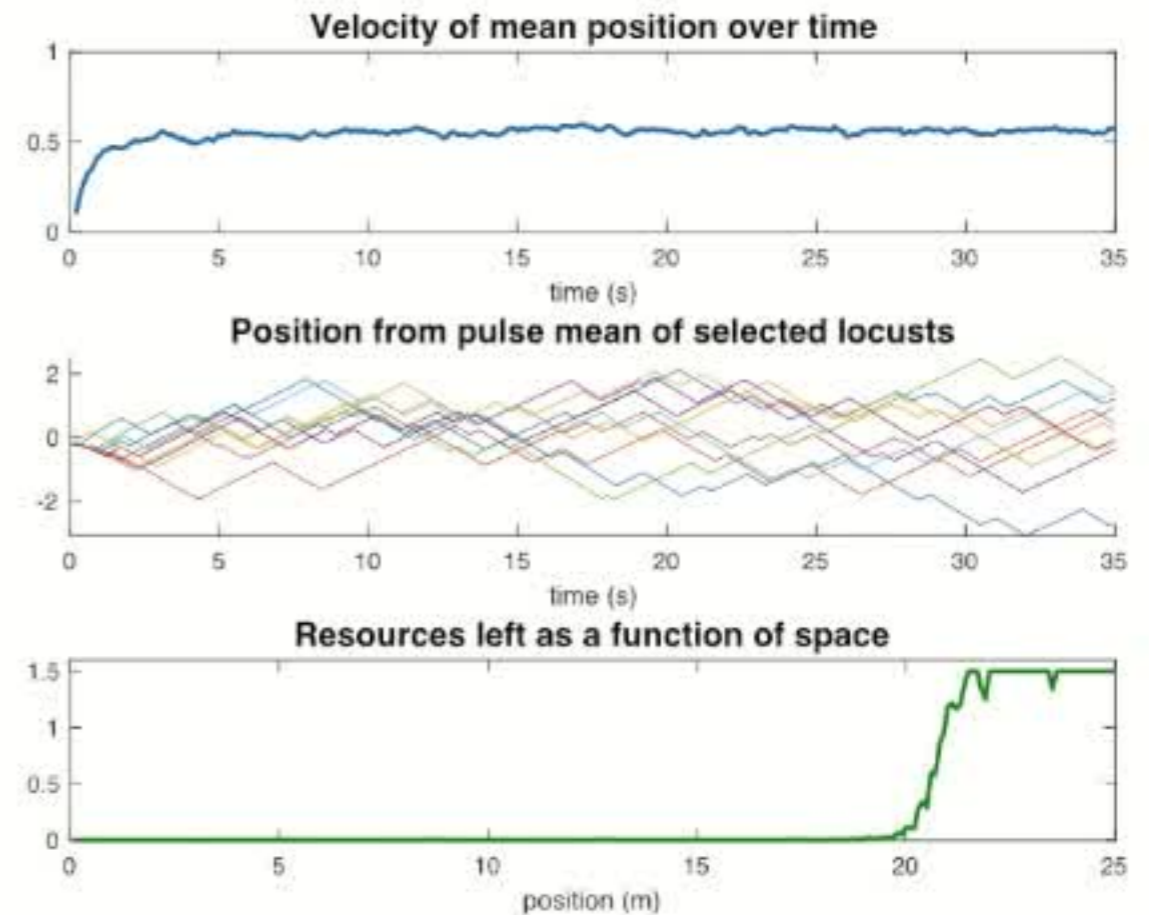 Velocity of mean position over time
1
0.5
0
0 5 10 15 20 25 30 35
time (s)
Position from pulse mean of selected locusts
2
0
-2
0 5 10 15 20 25 30 35
time (s)
Resources left as a function of space
1.5
1
0.5
0
0 5 10 15 20 25
position (m)